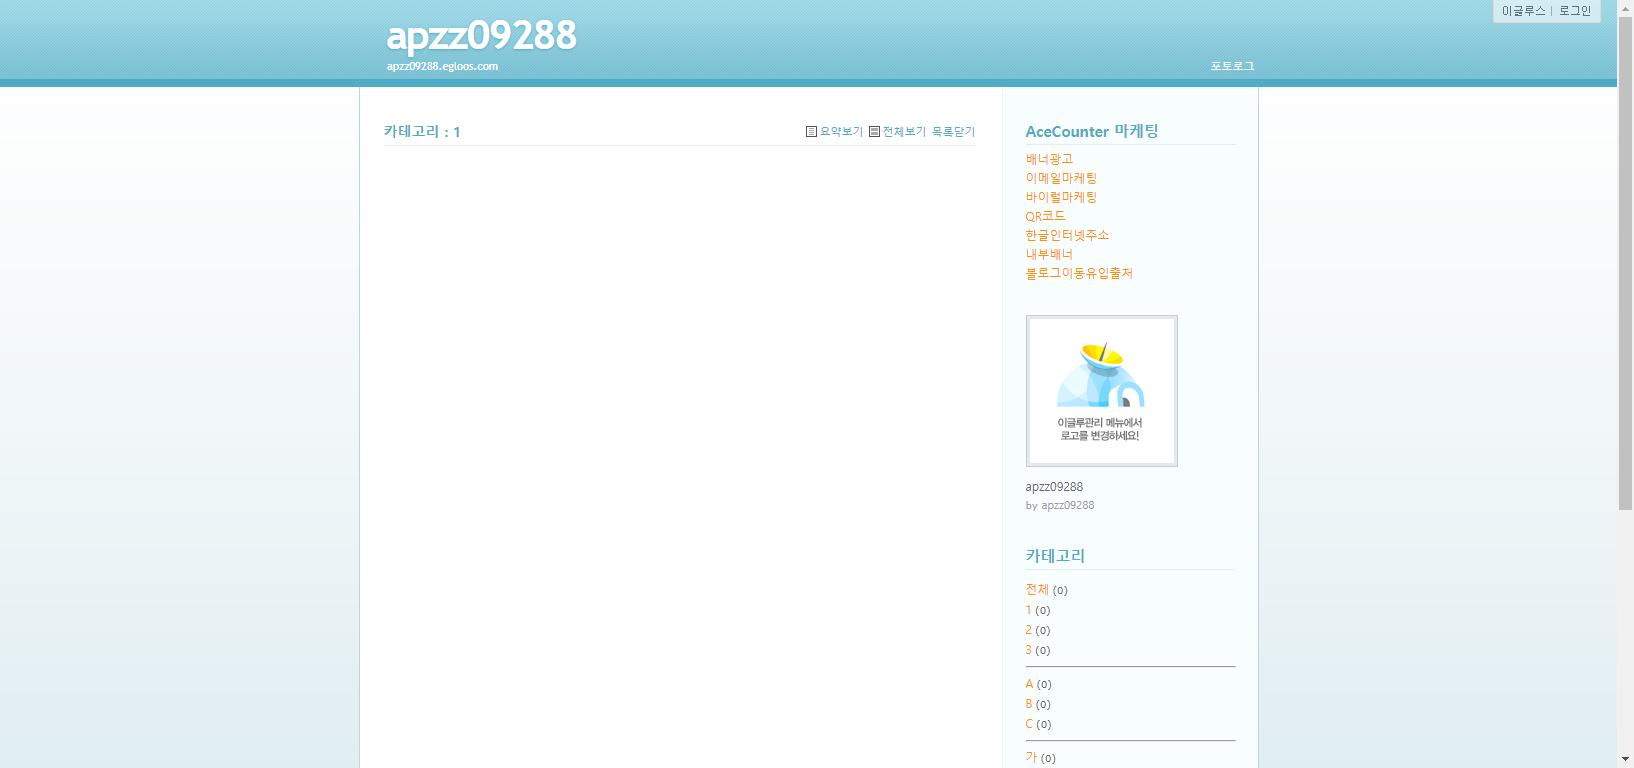 이글루스 | 로그인
apzz09288
apzz09288.egloos.com
포토로그
카테고리 : 1
요약보기 전체보기 목록닫기
AceCounter 마케팅
배너광고
이메일마케팅
바이럴마케팅
QR코드
한글인터넷주소
내부배너
블로그이동유입출처
이글루관리 메뉴에서
로고를 변경하세요!
apzz09288
by apzz09288
카테고리
전체 (0)
1 (0)
2 (0)
3 (0)
A (0)
B (0)
C (0)
가 (0)